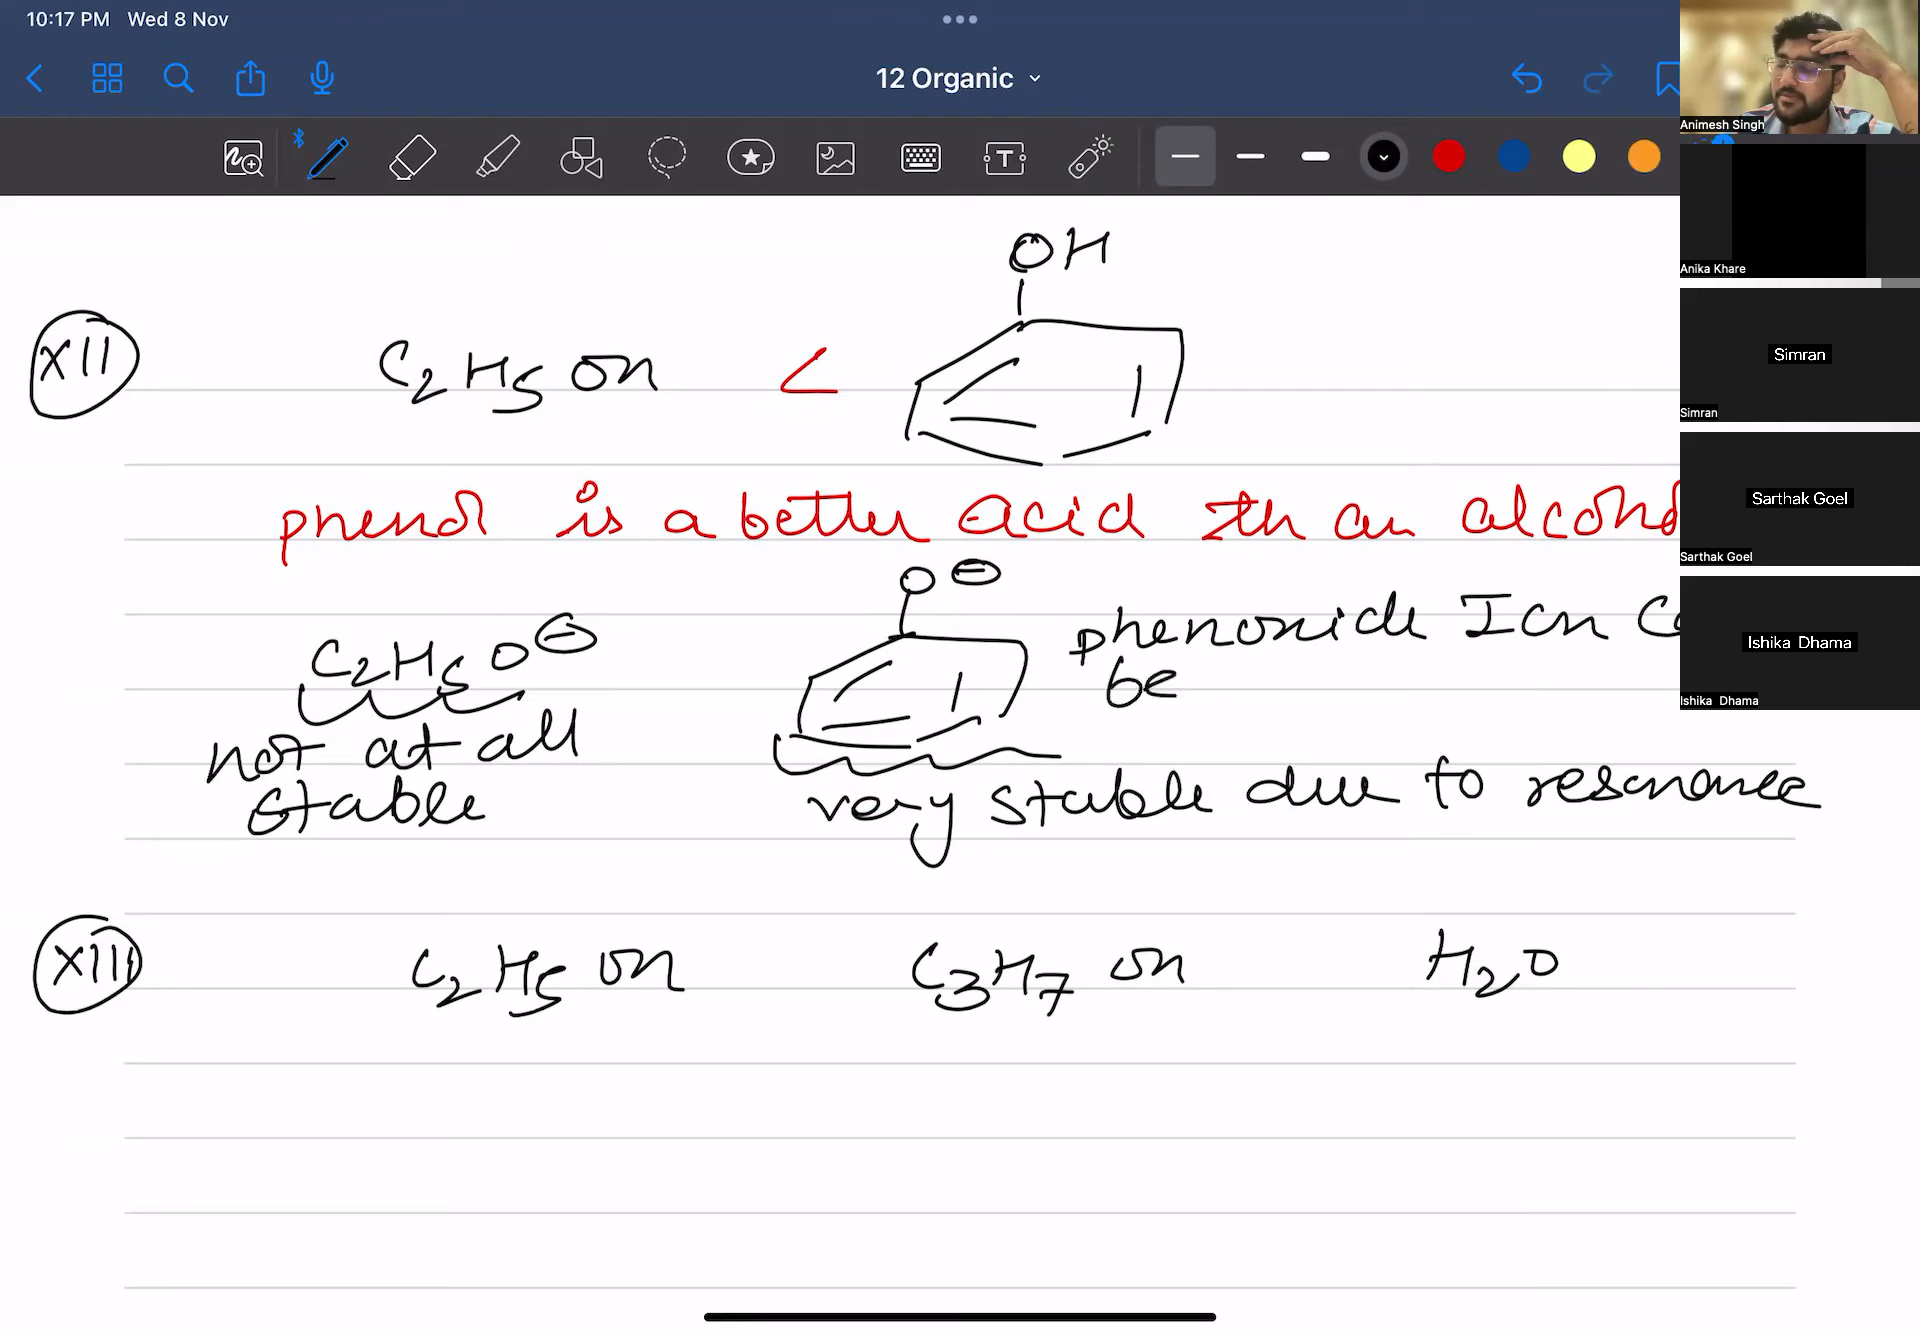 10:17 PM Wed 8 Nov
12 Organic
Animesh Singh
Anika Khare
Simran
Simran
Sarthak Goel
Sarthak Goel
Ishika Dhama
Ishika Dhama
OH
XII C2H5OH <
phenol is a better acid than an alcohol
O⊖
C2H5O⊖ phenoxide Ion
be
not at all
stable very stable due to resonance
XIII C2H5OH C3H7OH H2O